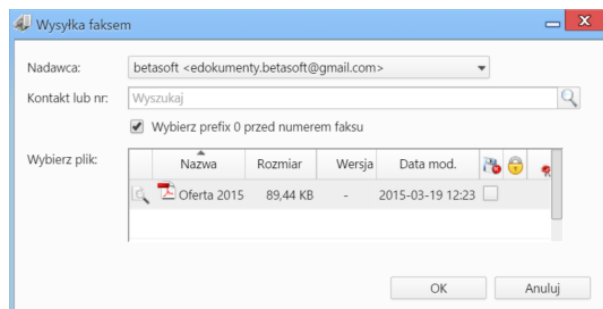 Wysyłka faksem
Nadawca: betasoft <edokumenty.betasoft@gmail.com>
Kontakt lub nr: Wyszukaj
Wybierz prefix 0 przed numerem faksu
Wybierz plik: Nazwa Rozmiar Wersja Data mod.
Oferta 2015 89,44 KB - 2015-03-19 12:23
OK Anuluj